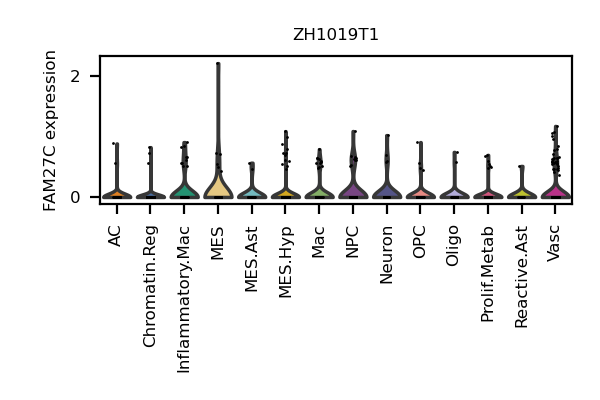 ZH1019T1
FAM27C expression
2
0
AC
Chromatin.Reg
Inflammatory.Mac
MES
MES.Ast
MES.Hyp
Mac
NPC
Neuron
OPC
Oligo
Prolif.Metab
Reactive.Ast
Vasc